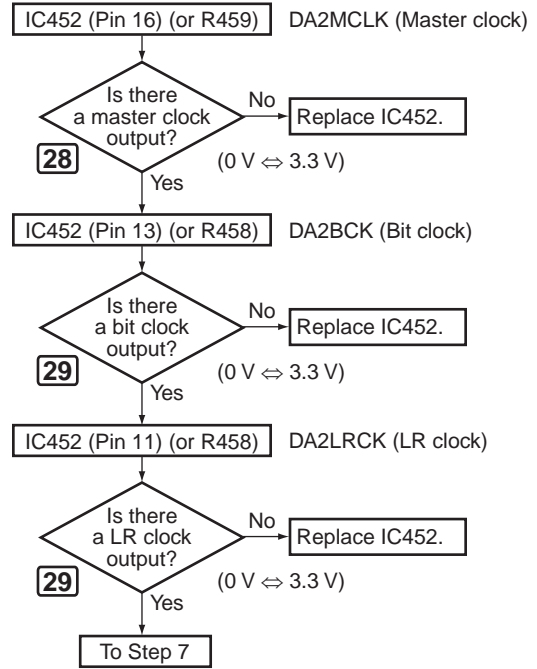 IC452 (Pin 16) (or R459) DA2MCLK (Master clock)
Is there
a master clock
output?
No
Replace IC452.
28
(0 V ⇔ 3.3 V)
Yes
IC452 (Pin 13) (or R458) DA2BCK (Bit clock)
Is there
a bit clock
output?
No
Replace IC452.
29
(0 V ⇔ 3.3 V)
Yes
IC452 (Pin 11) (or R458) DA2LRCK (LR clock)
Is there
a LR clock
output?
No
Replace IC452.
29
(0 V ⇔ 3.3 V)
Yes
To Step 7